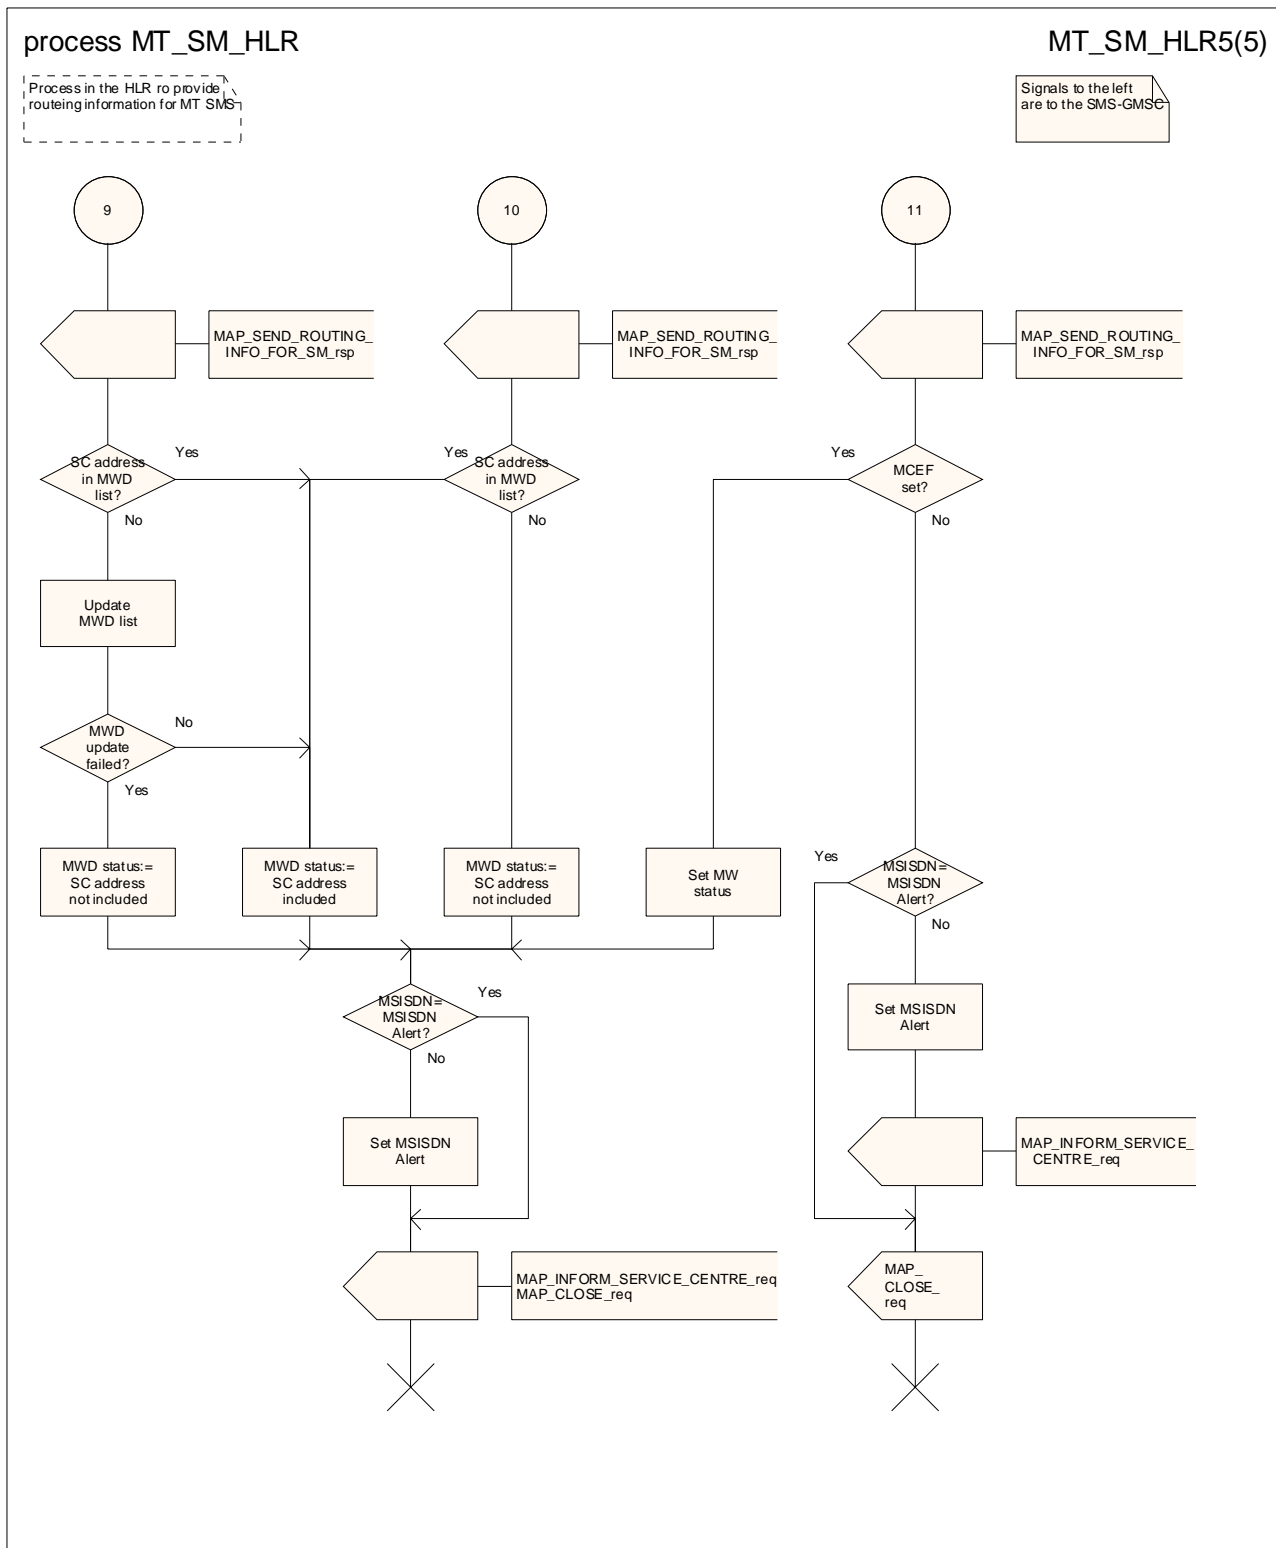 process MT_SM_HLR
MT_SM_HLR5(5)
Process in the HLR ro provide
routeing information for MT SMS
Signals to the left
are to the SMS-GMSC
9
10
11
MAP_SEND_ROUTING_
INFO_FOR_SM_rsp
MAP_SEND_ROUTING_
INFO_FOR_SM_rsp
MAP_SEND_ROUTING_
INFO_FOR_SM_rsp
SC address
in MWD
list?
Yes
No
Yes
SC address
in MWD
list?
No
Yes
MCEF
set?
No
Update
MWD list
MWD
update
failed?
No
Yes
MWD status:=
SC address
not included
MWD status:=
SC address
included
MWD status:=
SC address
not included
Set MW
status
Yes
MSISDN=
MSISDN
Alert?
No
MSISDN=
MSISDN
Alert?
Yes
No
Set MSISDN
Alert
Set MSISDN
Alert
MAP_INFORM_SERVICE_
CENTRE_req
MAP_INFORM_SERVICE_CENTRE_req
MAP_CLOSE_req
MAP_
CLOSE_
req